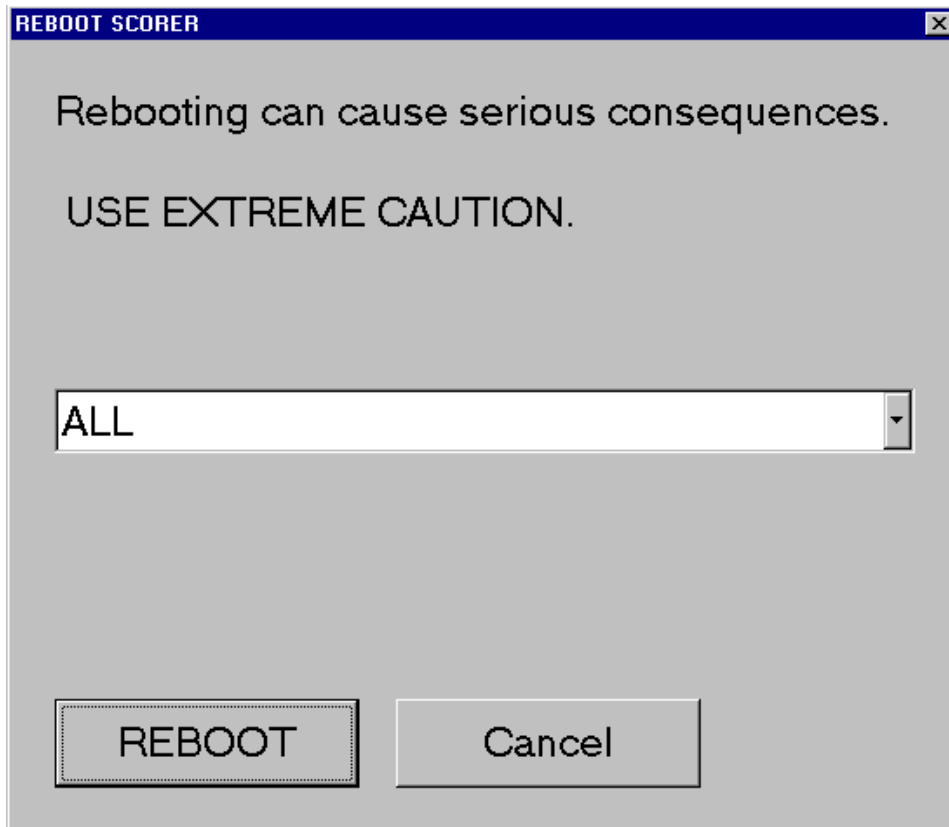 REBOOT SCORER
Rebooting can cause serious consequences.
USE EXTREME CAUTION.
ALL
REBOOT Cancel